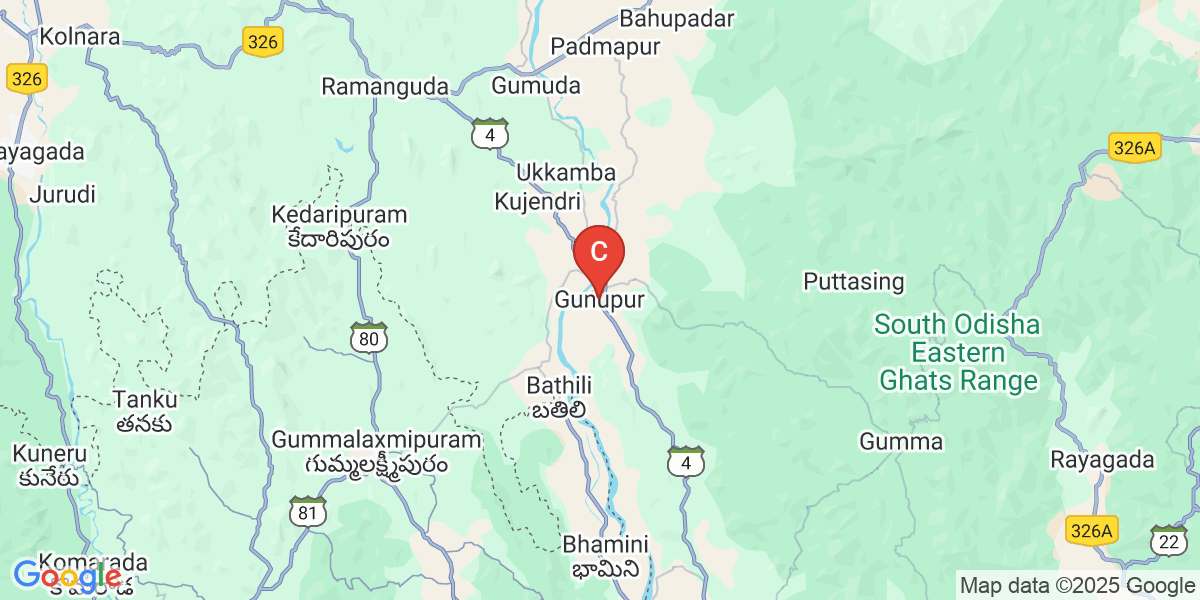 Bahupadar
Kolnara
326
Padmapur
326
Ramanguda
Gumuda
4
326A
ayagada
Ukkamba
Jurudi
Kujendri
Kedaripuram
కేదారిపురం
C
Puttasing
Gunupur
South Odisha
Eastern
Ghats Range
80
Bathili
బతిలి
Tanku
తనకు
Gummalaxmipuram
గుమ్మలక్ష్మీపురం
Gumma
Kuneru
కునేరు
4
Rayagada
81
326A
22
Bhamini
భామిని
Komarada
Google
Map data ©2025 Google